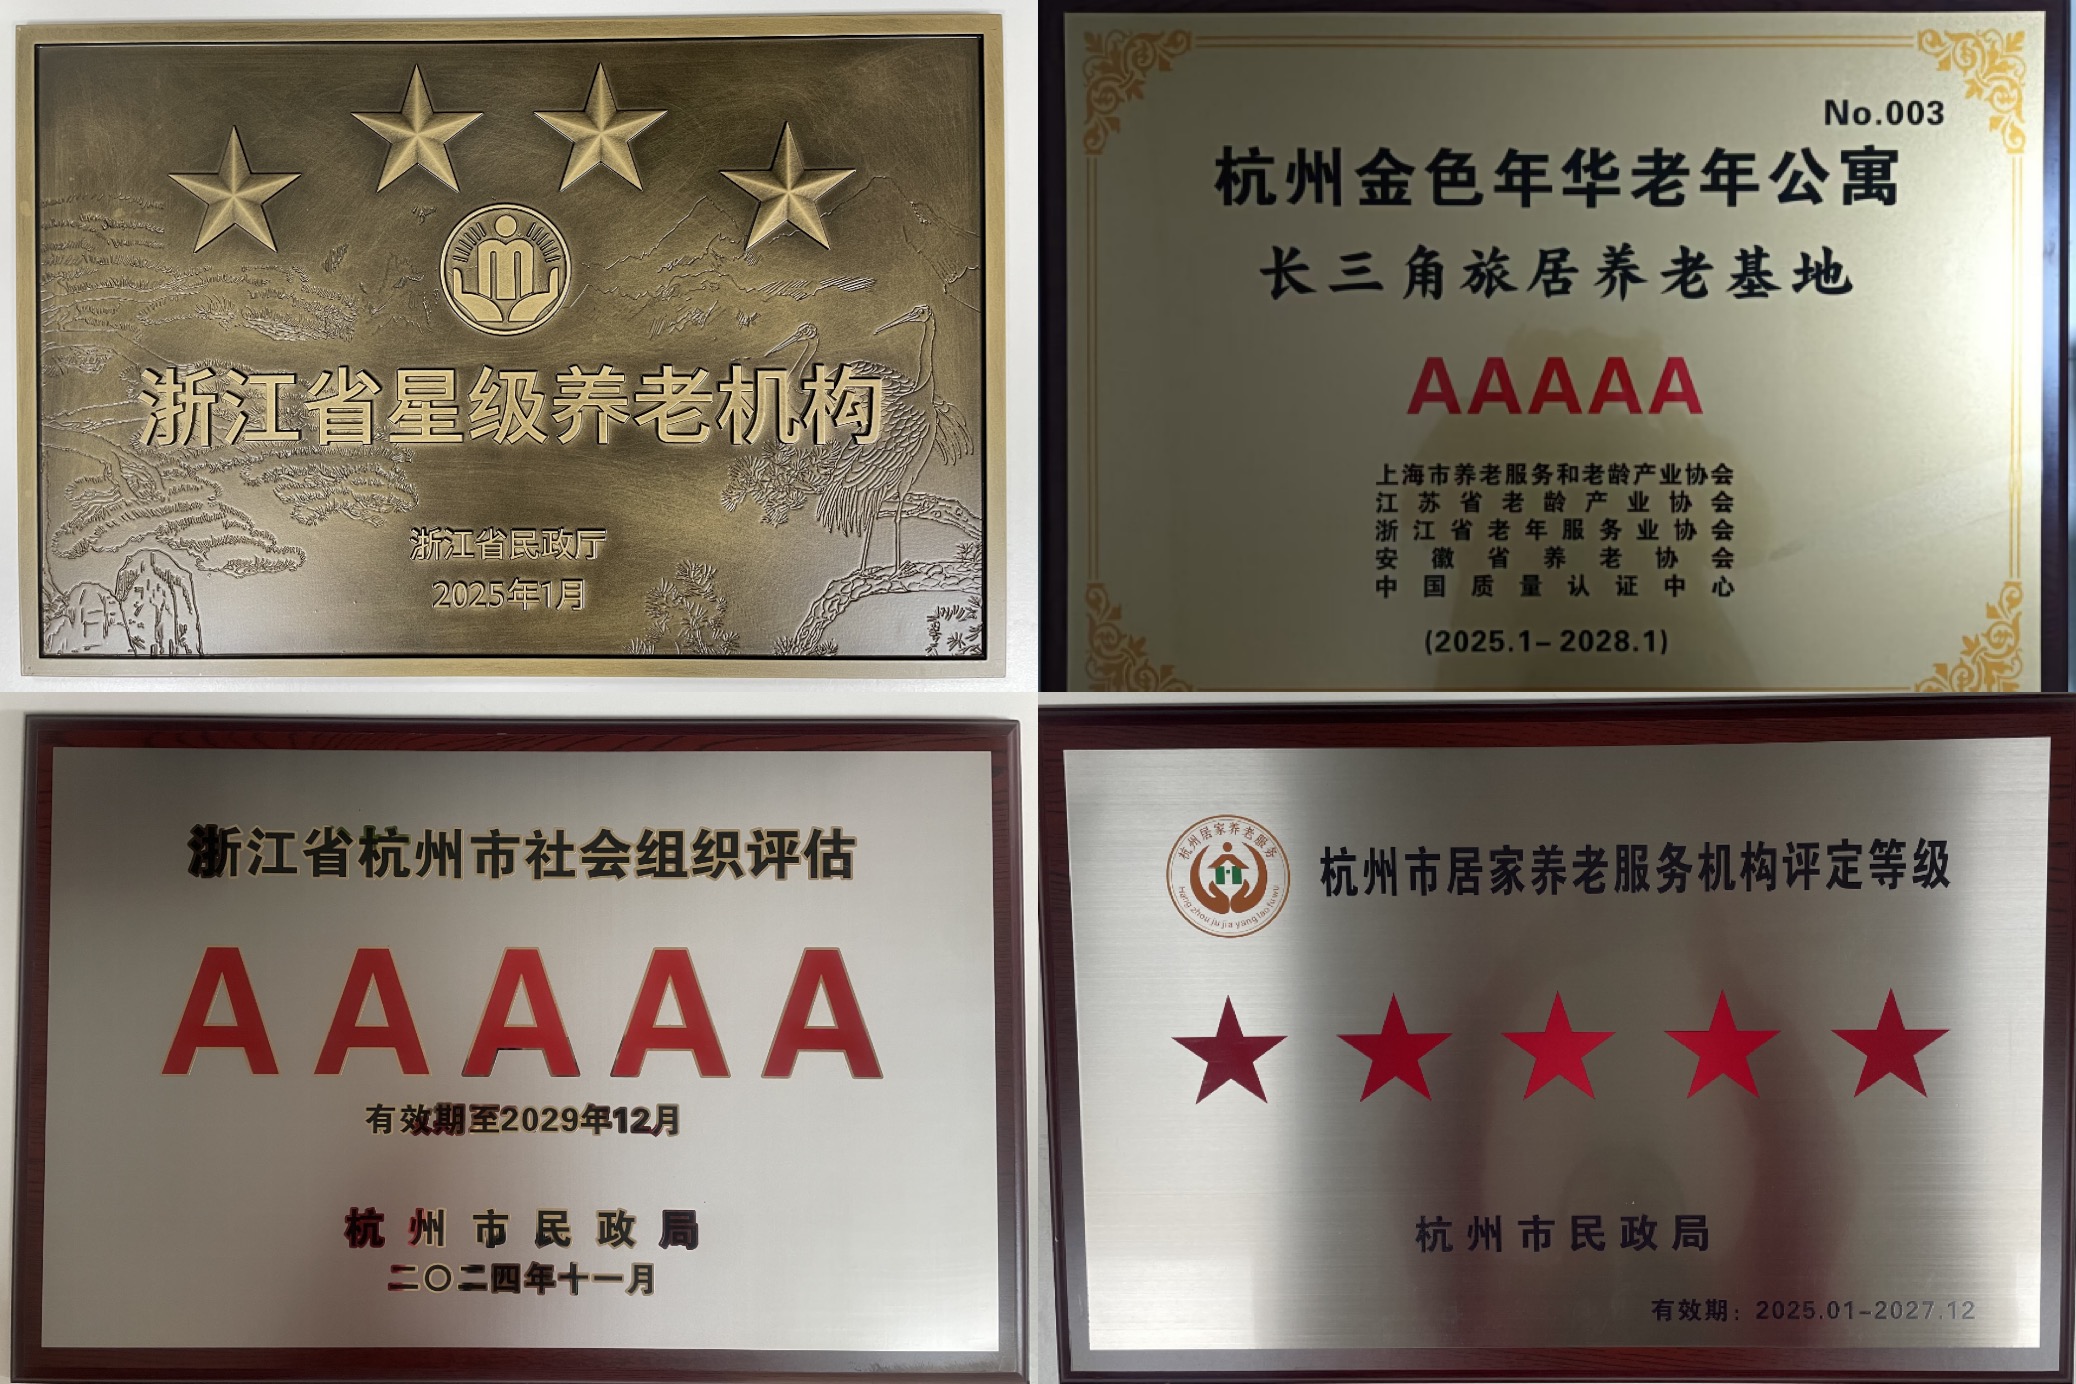 浙江省星级养老机构
浙江省民政厅
2025年1月
No.003
杭州金色年华老年公寓
长三角旅居养老基地
AAAAA
上海市养老服务和老龄产业协会
江苏省老龄产业协会
浙江省老年服务业协会
安徽省养老协会
中国质量认证中心
(2025.1-2028.1)
浙江省杭州市社会组织评估
AAAAA
有效期至2029年12月
杭州市民政局
二〇二四年十一月
杭州居家养老服务
Hang zhou ju jia yang lao fu wu
杭州市居家养老服务机构评定等级
杭州市民政局
有效期：2025.01-2027.12